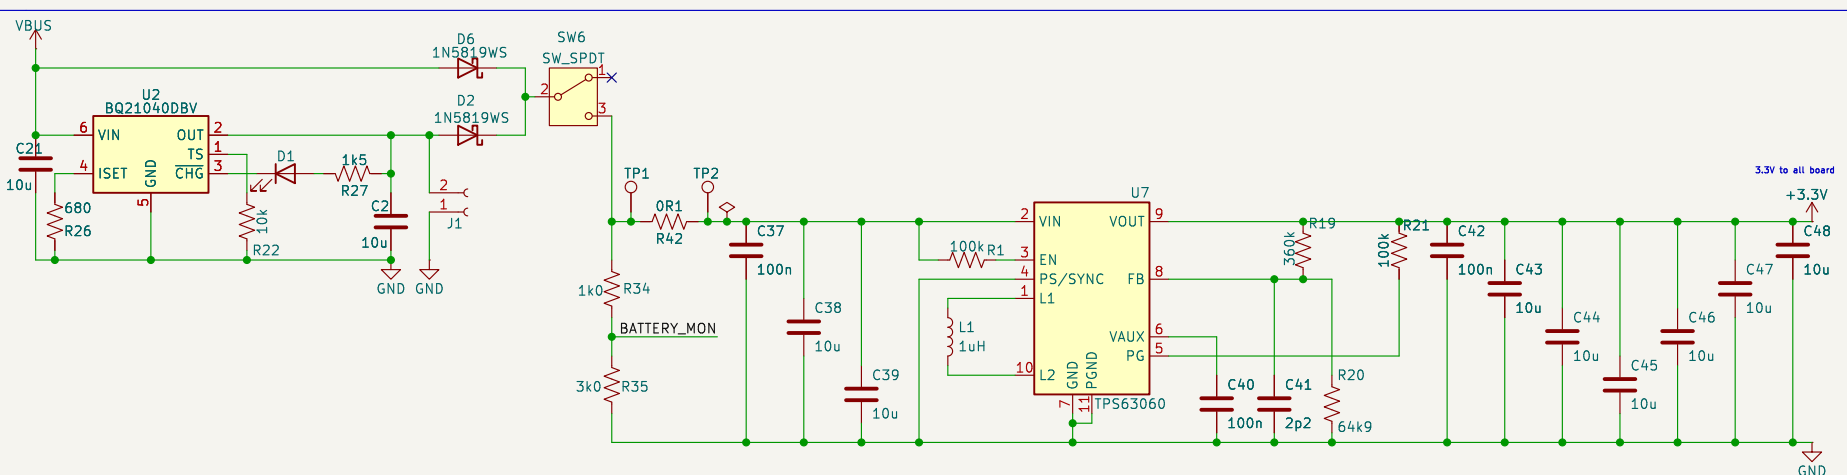 VBUS
D6
1N5819WS
SW6
SW_SPDT
1
2
3
U2
BQ21040DBV
6 VIN
OUT 2
TS 1
4 ISET
CHG 3
GND
5
D2
1N5819WS
C21
10u
D1
1k5
R27
680
R26
10k
R22
C2
10u
2
1
J1
GND
GND
TP1
TP2
0R1
R42
C37
100n
1k0
R34
BATTERY_MON
3k0
R35
C38
10u
C39
10u
100k
R1
L1
1uH
U7
2 VIN
VOUT 9
3 EN
4 PS/SYNC
FB 8
1 L1
VAUX 6
PG 5
10 L2
GND
PGND
7
11
TPS63060
R19
360k
R21
100k
C40
100n
C41
2p2
R20
64k9
C42
100n
C43
10u
C44
10u
C45
10u
C46
10u
C47
10u
3.3V to all board
+3.3V
C48
10u
GND